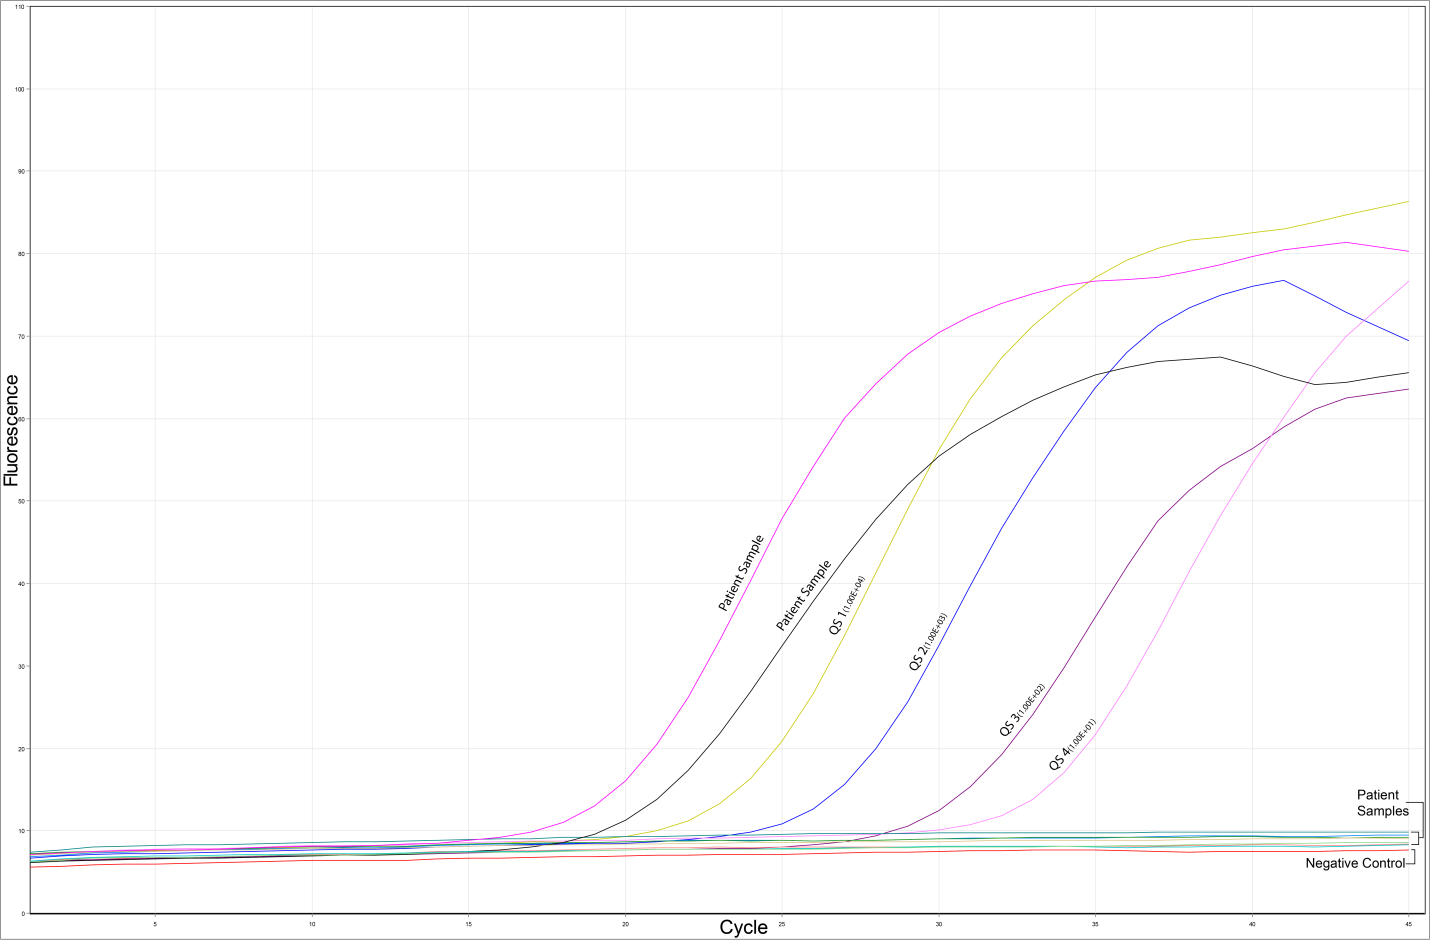 110
100
90
80
70
60
50
40
30
20
10
0
Fluorescence
Patient Sample
Patient Sample
QS 1(1.00E+04)
QS 2(1.00E+03)
QS 3(1.00E+02)
QS 4(1.00E+01)
Patient
Samples
Negative Control
5 10 15 20 25 30 35 40 45
Cycle